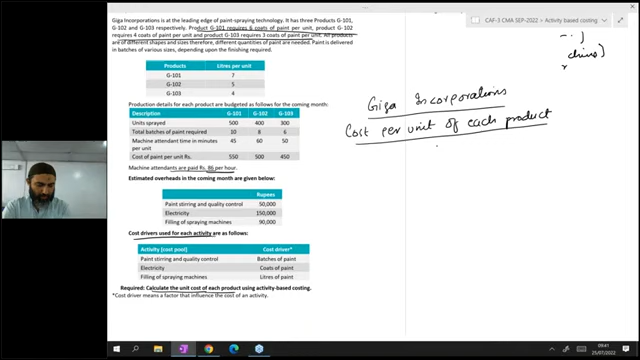 CAF-3 CMA SEP-2022 / Activity based costing
Giga Incorporations is at the leading edge of paint-spraying technology. It has three Products G-101,
G-102 and G-103 respectively. Product G-101 requires 6 coats of paint per unit, product G-102
requires 4 coats of paint per unit and product G-103 requires 3 coats of paint per unit. All products
are of different shapes and sizes therefore, different quantities of paint are needed. Paint is delivered
in batches of various sizes, depending upon the finishing required.
Products Litres per unit
G-101 7
G-102 5
G-103 4
Production details for each product are budgeted as follows for the coming month:
Description G-101 G-102 G-103
Units sprayed 500 400 300
Total batches of paint required 10 8 6
Machine attendant time in minutes 45 60 50
per unit
Cost of paint per unit Rs. 550 500 450
Machine attendants are paid Rs. 86 per hour.
Estimated overheads in the coming month are given below:
Rupees
Paint stirring and quality control 50,000
Electricity 150,000
Filling of spraying machines 90,000
Cost drivers used for each activity are as follows:
Activity (cost pool) Cost driver*
Paint stirring and quality control Batches of paint
Electricity Coats of paint
Filling of spraying machines Litres of paint
Required: Calculate the unit cost of each product using activity-based costing.
*Cost driver means a factor that influence the cost of an activity.
Giga Incorporations
Cost per unit of each product
09:41
25/07/2022